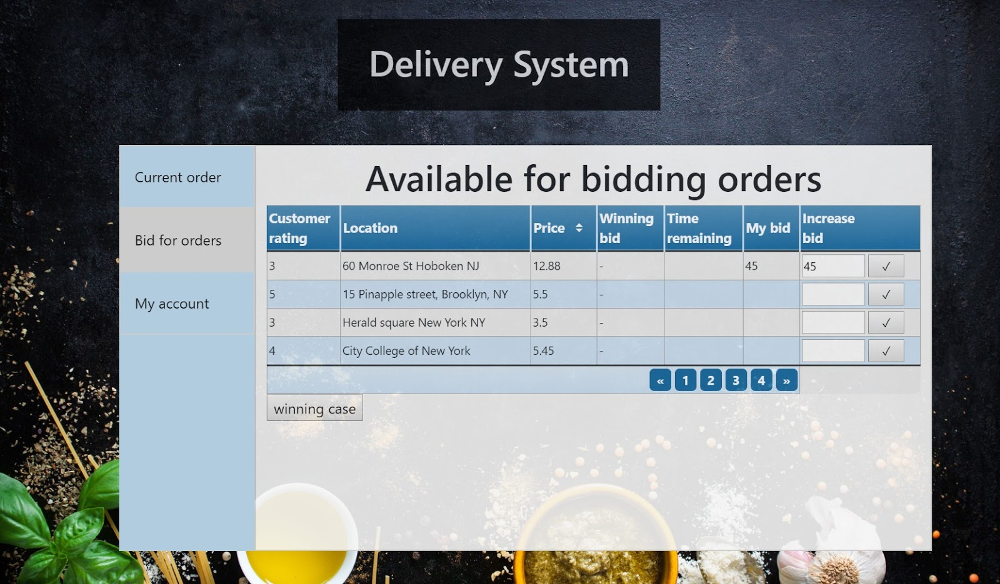 Delivery System
Current order
Bid for orders
My account
Available for bidding orders
Customer rating Location Price Winning bid Time remaining My bid Increase bid
3 60 Monroe St Hoboken NJ 12.88 - 45 45 ✓
5 15 Pinapple street, Brooklyn, NY 5.5 - ✓
3 Herald square New York NY 3.5 - ✓
4 City College of New York 5.45 - ✓
« 1 2 3 4 »
winning case